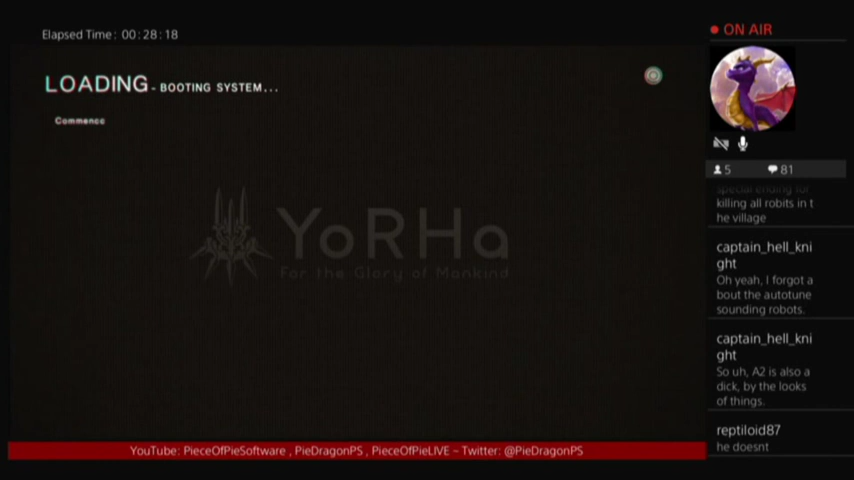 Elapsed Time: 00:28:18
LOADING - BOOTING SYSTEM...
Commence
YoRHa
For the Glory of Mankind
ON AIR
5 81
special ending for
killing all robits in t
he village
captain_hell_kni
ght
Oh yeah, I forgot a
bout the autotune
sounding robots.
captain_hell_kni
ght
So uh, A2 is also a
dick, by the looks
of things.
reptiloid87
he doesnt
YouTube: PieceOfPieSoftware , PieDragonPS , PieceOfPieLIVE ~ Twitter: @PieDragonPS